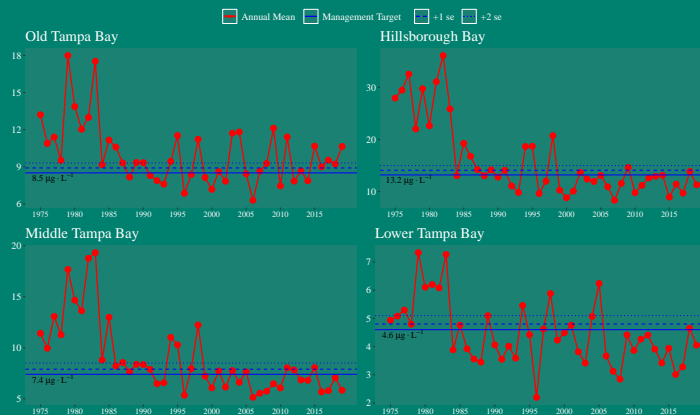 Annual Mean Management Target +1 se +2 se
Old Tampa Bay
18
15
12
9
6
8.5 μg · L⁻¹
1975 1980 1985 1990 1995 2000 2005 2010 2015
Hillsborough Bay
30
20
10
13.2 μg · L⁻¹
1975 1980 1985 1990 1995 2000 2005 2010 2015
Middle Tampa Bay
20
15
10
5
7.4 μg · L⁻¹
1975 1980 1985 1990 1995 2000 2005 2010 2015
Lower Tampa Bay
7
6
5
4
3
2
4.6 μg · L⁻¹
1975 1980 1985 1990 1995 2000 2005 2010 2015